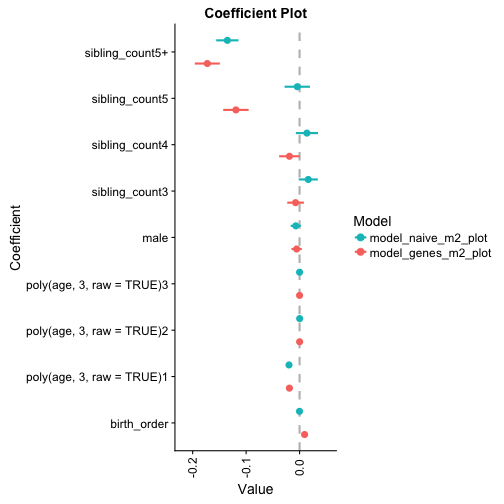 Coefficient Plot
Coefficient
sibling_count5+
sibling_count5
sibling_count4
sibling_count3
male
poly(age, 3, raw = TRUE)3
poly(age, 3, raw = TRUE)2
poly(age, 3, raw = TRUE)1
birth_order
-0.2
-0.1
0.0
Value
Model
model_naive_m2_plot
model_genes_m2_plot